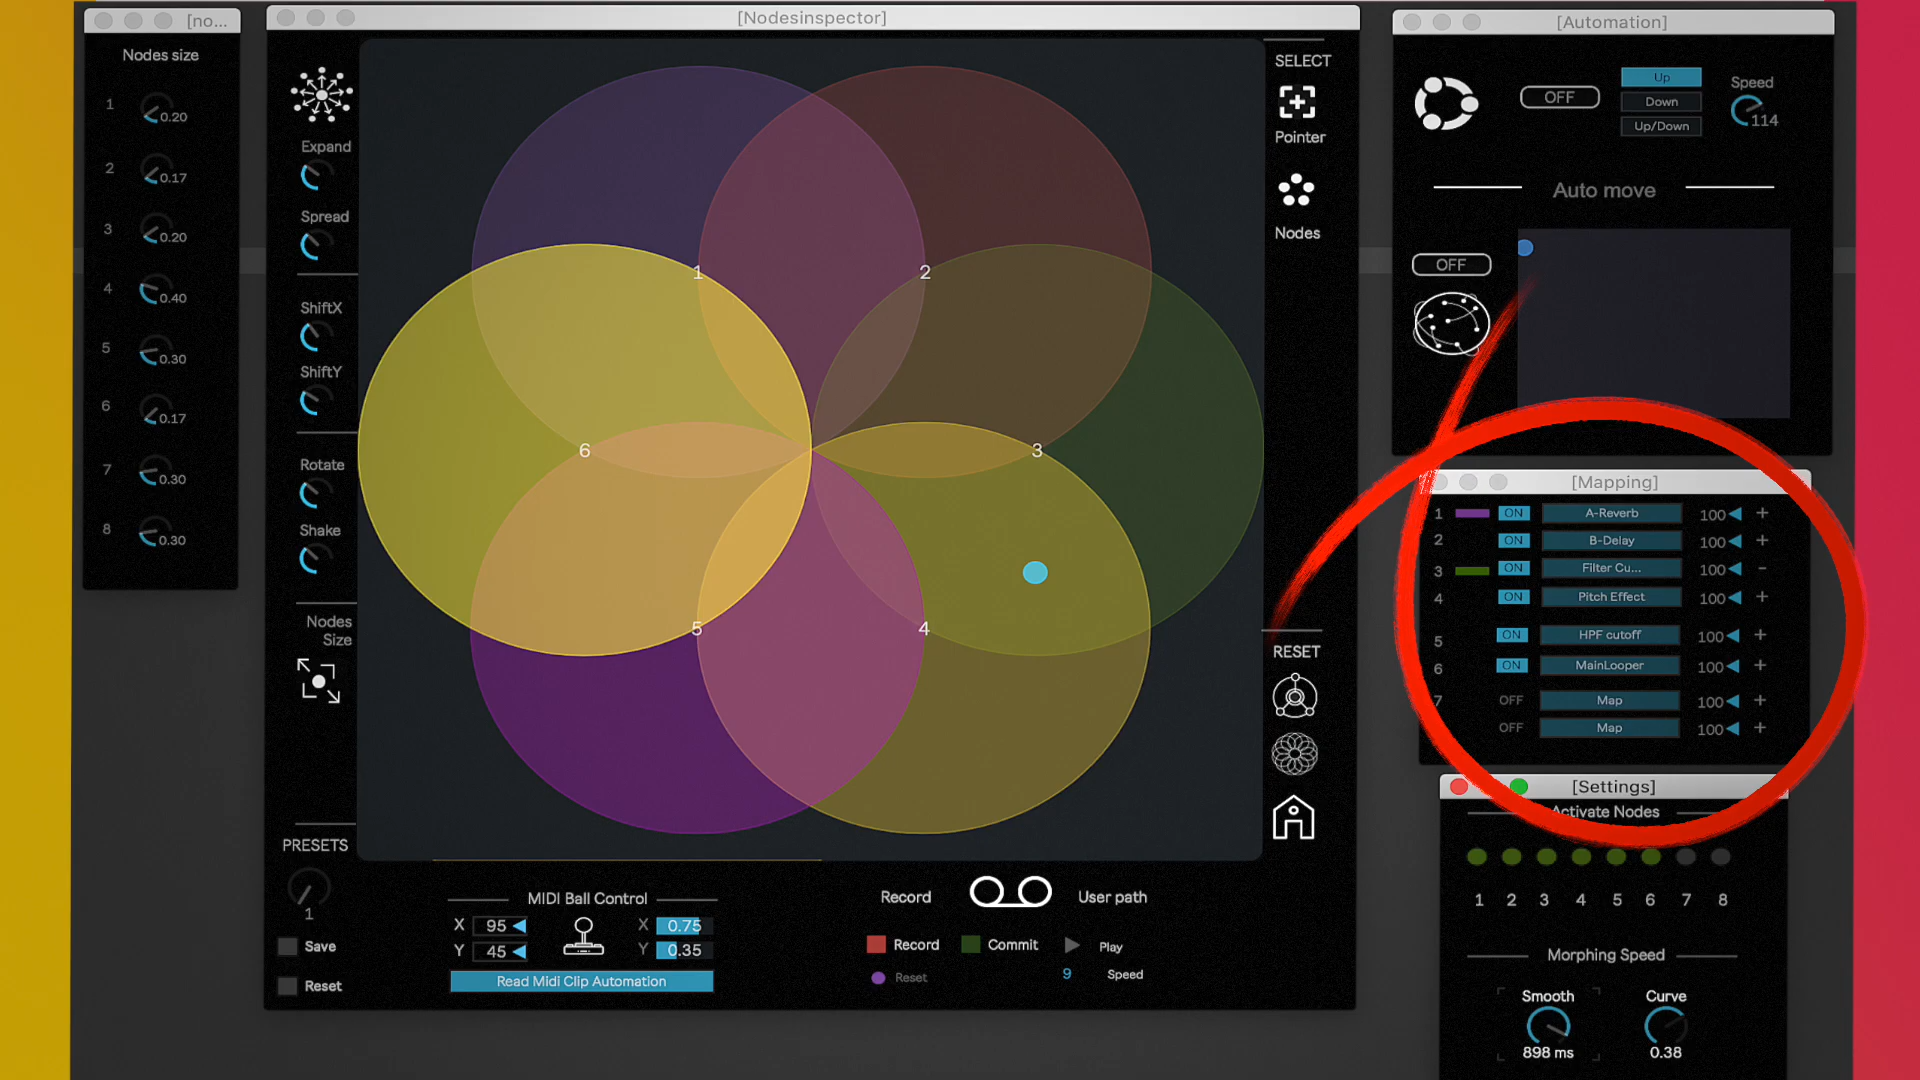 [no...
Nodes size
1 0.20
2 0.17
3 0.20
4 0.40
5 0.30
6 0.17
7 0.30
8 0.30
[Nodesinspector]
Expand
Spread
ShiftX
ShiftY
Rotate
Shake
Nodes
Size
PRESETS
1
Save
Reset
1
2
6
3
5
4
SELECT
Pointer
Nodes
RESET
MIDI Ball Control
X 95 X 0.75
Y 45 Y 0.35
Read Midi Clip Automation
Record User path
Record Commit Play
Reset 9 Speed
[Automation]
OFF
Up
Down
Up/Down
Speed
114
Auto move
OFF
[Mapping]
1 ON A-Reverb 100 +
2 ON B-Delay 100 +
3 ON Filter Cu... 100 -
4 ON Pitch Effect 100 +
5 ON HPF cutoff 100 +
6 ON MainLooper 100 +
7 OFF Map 100 +
OFF Map 100 +
[Settings]
Activate Nodes
1 2 3 4 5 6 7 8
Morphing Speed
Smooth Curve
898 ms 0.38